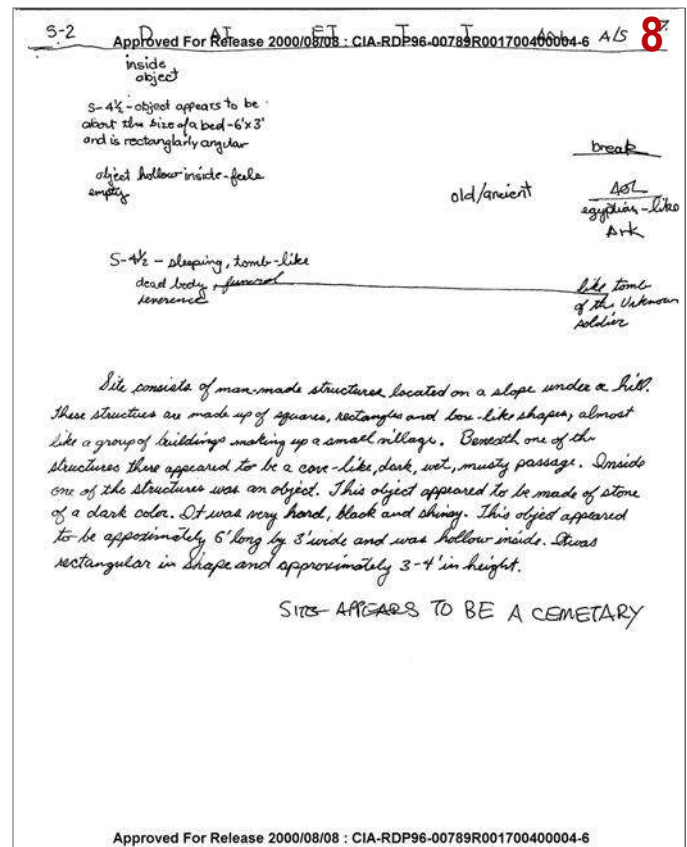 S-2 D AI ET T I AOL A/S 8
Approved For Release 2000/08/08 : CIA-RDP96-00789R001700400004-6
inside
object
S-4½-object appears to be
about the size of a bed-6'x3'
and is rectanglarly angular
break
object hollow inside-feels
empty
old/ancient
AOL
egyptian-like
Ark
S-4½ - sleeping, tomb-like
dead body, funeral
reverence
like tomb
of the Unknown
soldier
Site consists of man-made structures located on a slope under a hill.
These structures are made up of squares, rectangles and box-like shapes, almost
like a group of buildings making up a small village. Beneath one of the
structures there appeared to be a cave-like, dark, wet, musty passage. Inside
one of the structures was an object. This object appeared to be made of stone
of a dark color. It was very hard, black and shiny. This object appeared
to be appoximately 6' long by 3' wide and was hollow inside. It was
rectangular in shape and approximately 3-4' in height.
SITE APPEARS TO BE A CEMETARY
Approved For Release 2000/08/08 : CIA-RDP96-00789R001700400004-6